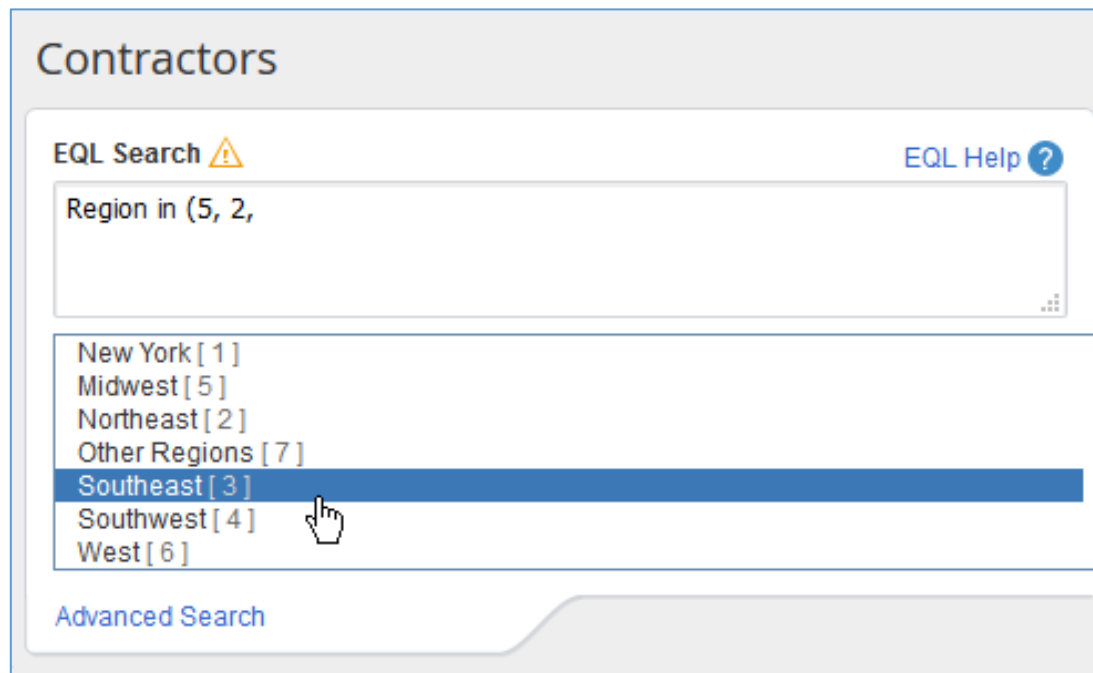 Contractors
EQL Search
EQL Help ?
Region in (5, 2,
New York [ 1 ]
Midwest [ 5 ]
Northeast [ 2 ]
Other Regions [ 7 ]
Southeast [ 3 ]
Southwest [ 4 ]
West [ 6 ]
Advanced Search